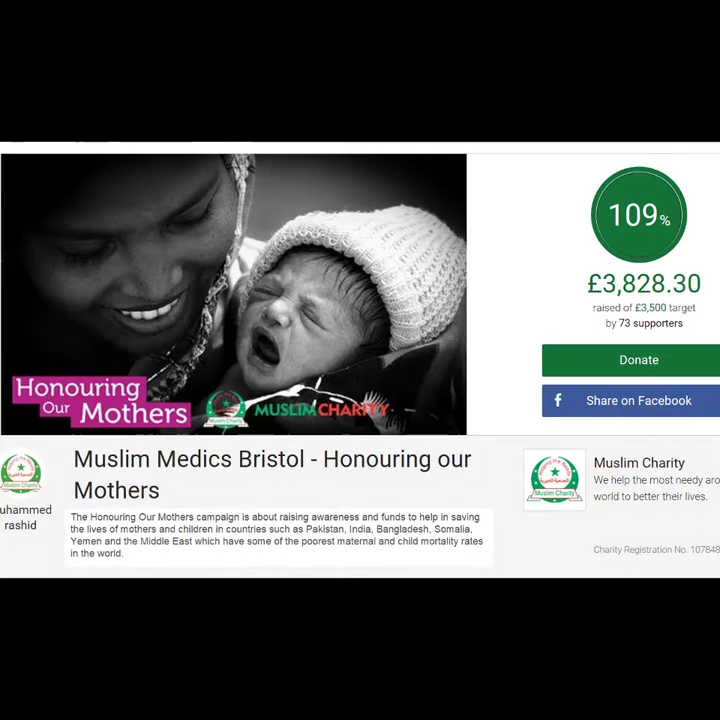 Honouring
Our Mothers
Muslim Charity
MUSLIM CHARITY
109%
£3,828.30
raised of £3,500 target
by 73 supporters
Donate
f Share on Facebook
uhammed
rashid
Muslim Medics Bristol - Honouring our
Mothers
The Honouring Our Mothers campaign is about raising awareness and funds to help in saving
the lives of mothers and children in countries such as Pakistan, India, Bangladesh, Somalia,
Yemen and the Middle East which have some of the poorest maternal and child mortality rates
in the world.
Muslim Charity
Muslim Charity
We help the most needy aro
world to better their lives.
Charity Registration No. 107848